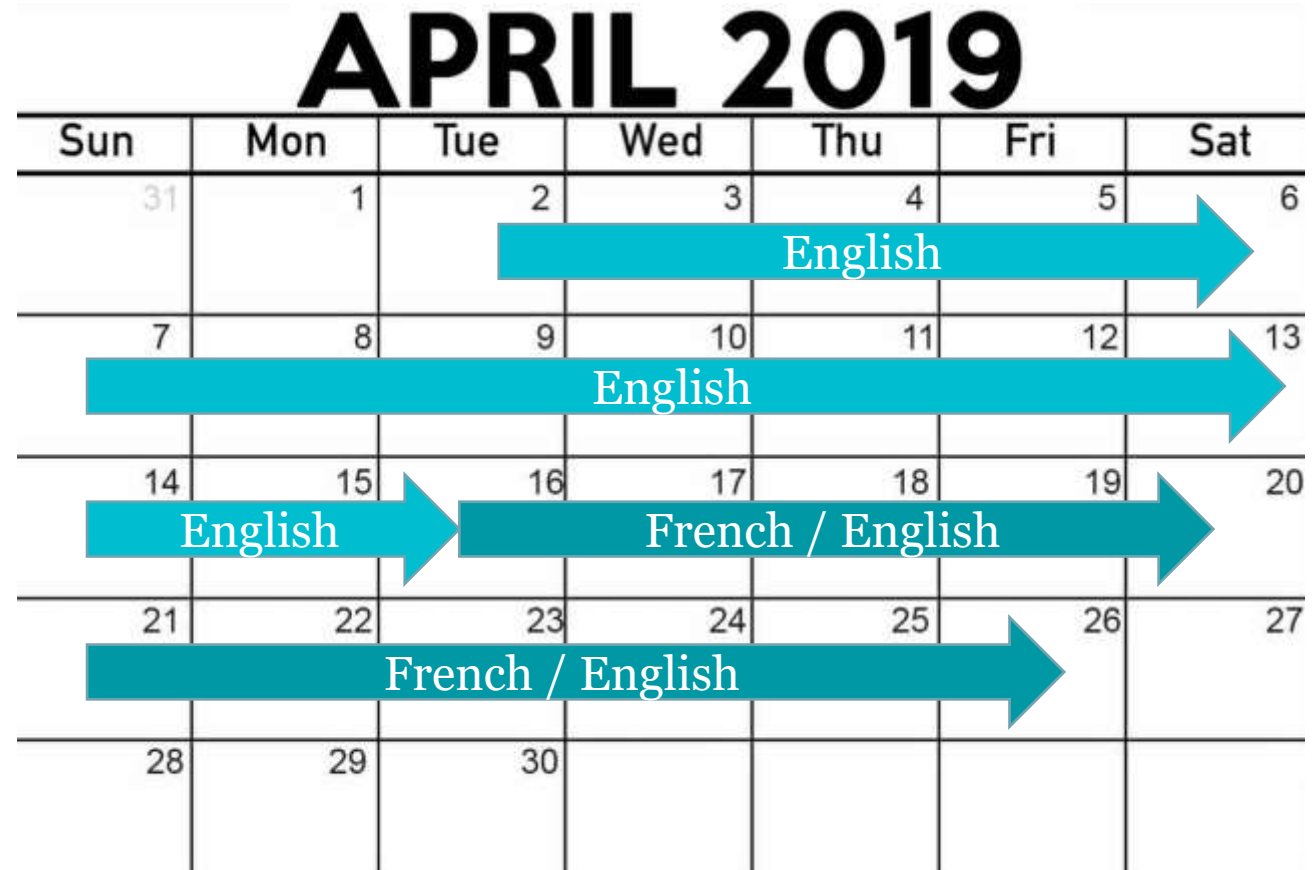 APRIL 2019
Sun Mon Tue Wed Thu Fri Sat
31 1 2 3 4 5 6
English
7 8 9 10 11 12 13
English
14 15 16 17 18 19 20
English French / English
21 22 23 24 25 26 27
French / English
28 29 30